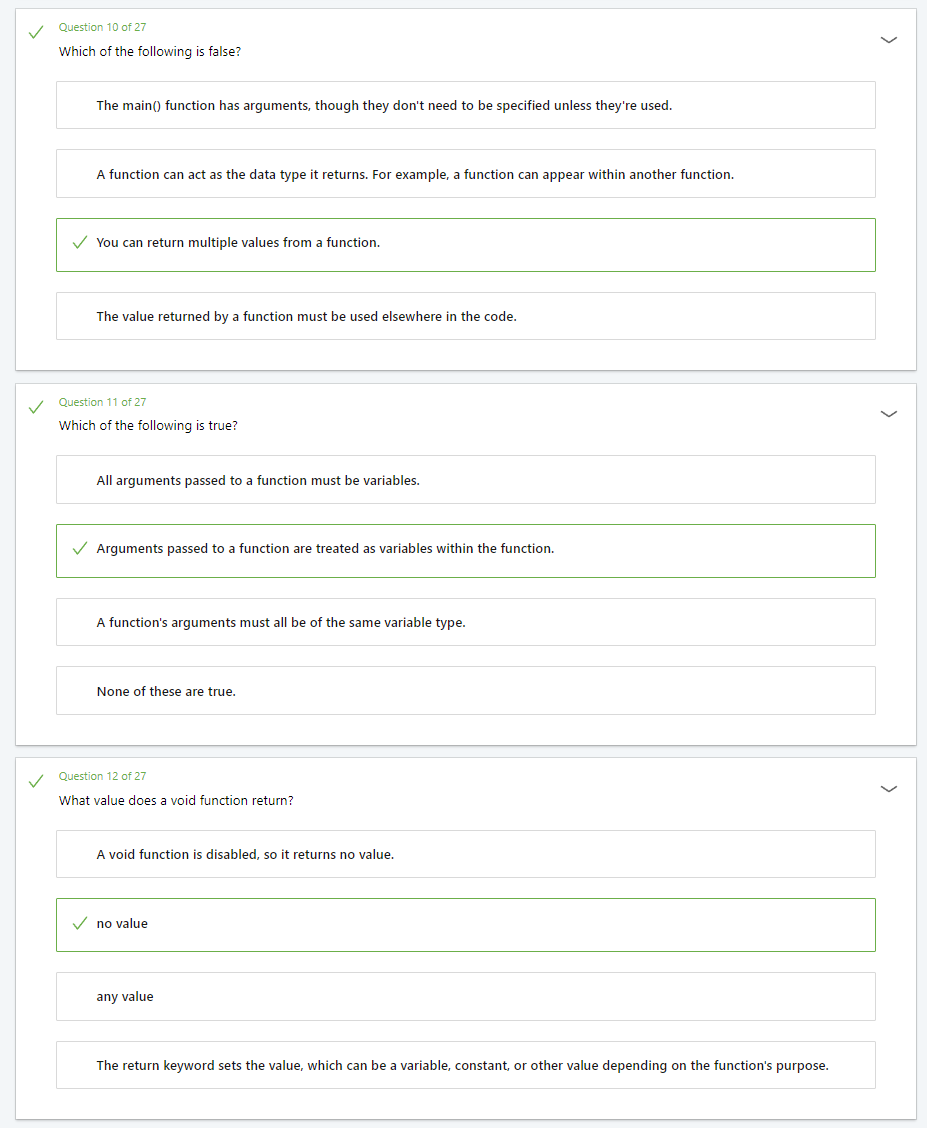 Question 10 of 27
Which of the following is false?
The main() function has arguments, though they don't need to be specified unless they're used.
A function can act as the data type it returns. For example, a function can appear within another function.
You can return multiple values from a function.
The value returned by a function must be used elsewhere in the code.
Question 11 of 27
Which of the following is true?
All arguments passed to a function must be variables.
Arguments passed to a function are treated as variables within the function.
A function's arguments must all be of the same variable type.
None of these are true.
Question 12 of 27
What value does a void function return?
A void function is disabled, so it returns no value.
no value
any value
The return keyword sets the value, which can be a variable, constant, or other value depending on the function's purpose.